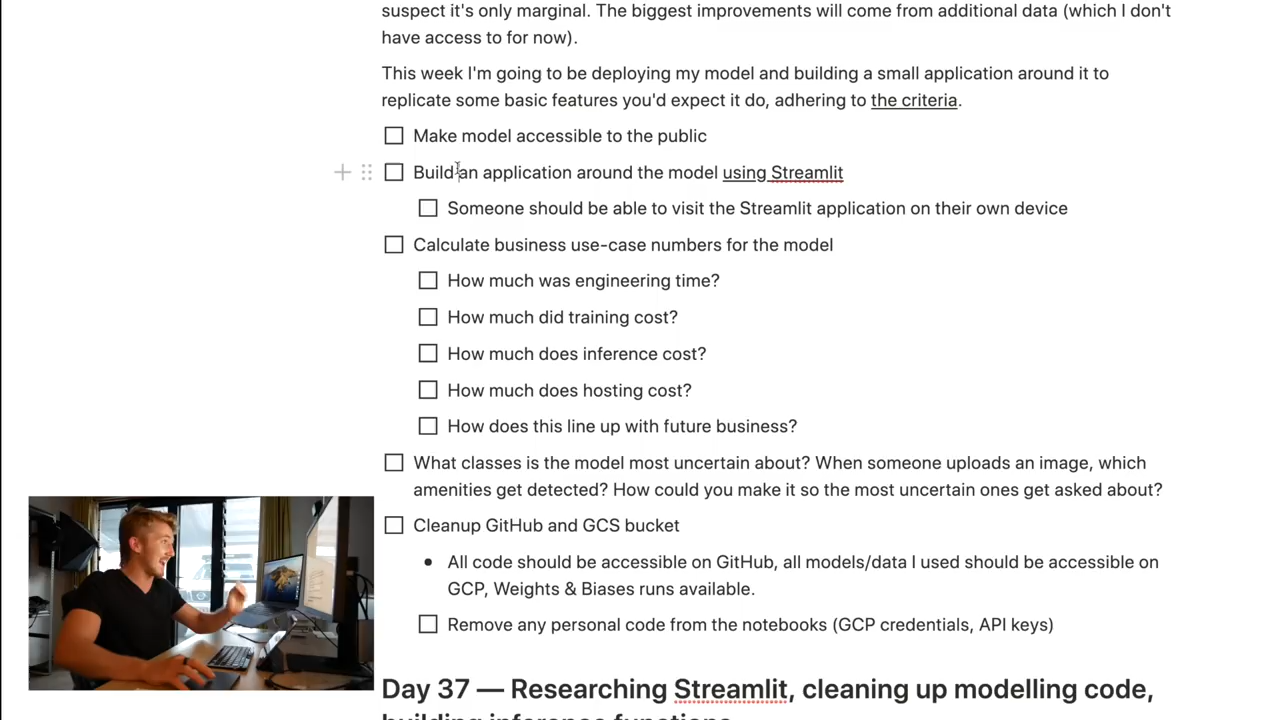 suspect it's only marginal. The biggest improvements will come from additional data (which I don't
have access to for now).
This week I'm going to be deploying my model and building a small application around it to
replicate some basic features you'd expect it do, adhering to the criteria.
Make model accessible to the public
Build an application around the model using Streamlit
Someone should be able to visit the Streamlit application on their own device
Calculate business use-case numbers for the model
How much was engineering time?
How much did training cost?
How much does inference cost?
How much does hosting cost?
How does this line up with future business?
What classes is the model most uncertain about? When someone uploads an image, which
amenities get detected? How could you make it so the most uncertain ones get asked about?
Cleanup GitHub and GCS bucket
All code should be accessible on GitHub, all models/data I used should be accessible on
GCP, Weights & Biases runs available.
Remove any personal code from the notebooks (GCP credentials, API keys)
Day 37 — Researching Streamlit, cleaning up modelling code,
building inference functions